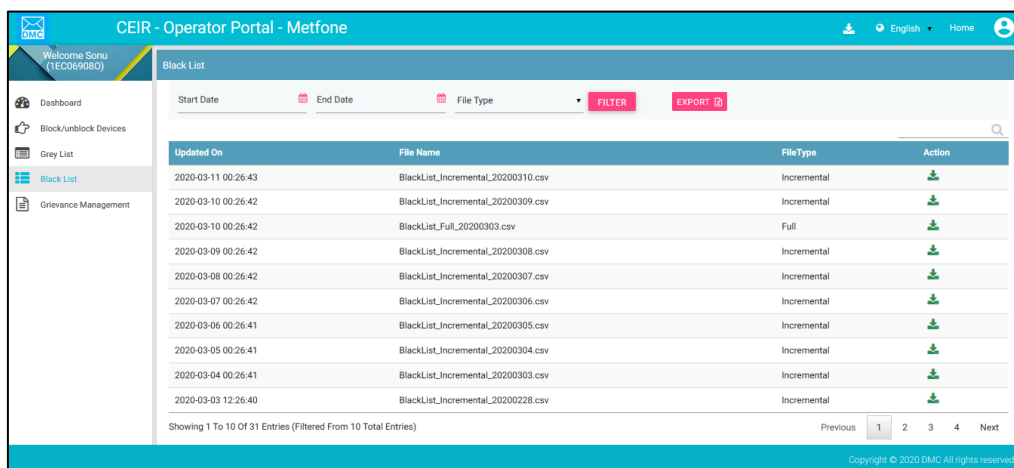 DMC
CEIR - Operator Portal - Metfone
English Home
Welcome Sonu
(1EC06908O)
Black List
Dashboard
Block/unblock Devices
Grey List
Black List
Grievance Management
Start Date End Date File Type FILTER EXPORT
Updated On File Name FileType Action
2020-03-11 00:26:43 BlackList_Incremental_20200310.csv Incremental
2020-03-10 00:26:42 BlackList_Incremental_20200309.csv Incremental
2020-03-10 00:26:42 BlackList_Full_20200303.csv Full
2020-03-09 00:26:42 BlackList_Incremental_20200308.csv Incremental
2020-03-08 00:26:42 BlackList_Incremental_20200307.csv Incremental
2020-03-07 00:26:42 BlackList_Incremental_20200306.csv Incremental
2020-03-06 00:26:41 BlackList_Incremental_20200305.csv Incremental
2020-03-05 00:26:41 BlackList_Incremental_20200304.csv Incremental
2020-03-04 00:26:41 BlackList_Incremental_20200303.csv Incremental
2020-03-03 12:26:40 BlackList_Incremental_20200228.csv Incremental
Showing 1 To 10 Of 31 Entries (Filtered From 10 Total Entries) Previous 1 2 3 4 Next
Copyright © 2020 DMC All rights reserved